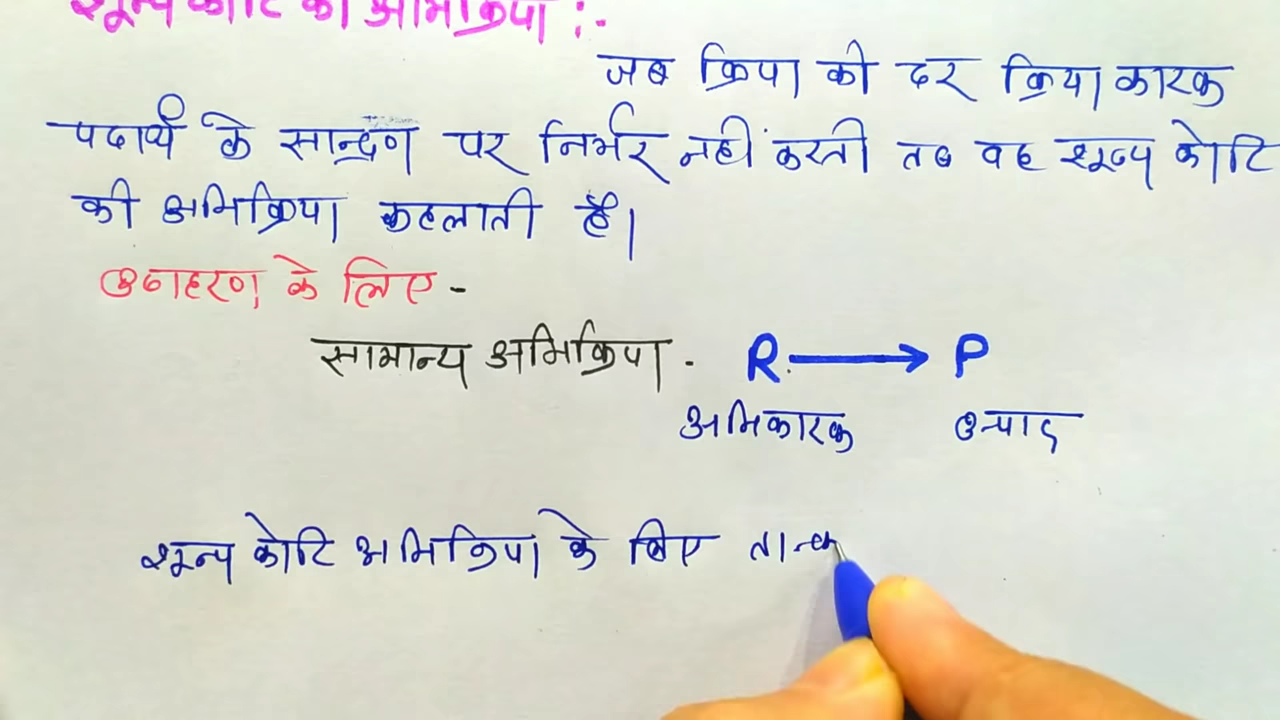 शून्य कोटि की अभिक्रिया :-
जब क्रिया की दर क्रिया कारक
पदार्थ के सान्द्रण पर निर्भर नहीं करती तब वह शून्य कोटि
की अभिक्रिया कहलाती है।
उदाहरण के लिए -
सामान्य अभिक्रिया - R ⟶ P
अभिकारक उत्पाद
शून्य कोटि अभिक्रिया के लिए